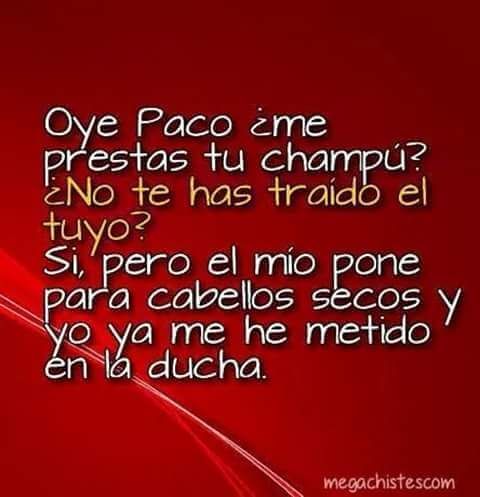 Oye Paco ¿me
prestas tu champú?
¿No te has traído el
tuyo?
Si, pero el mío pone
para cabellos secos y
yo ya me he metido
en la ducha.
megachistescom